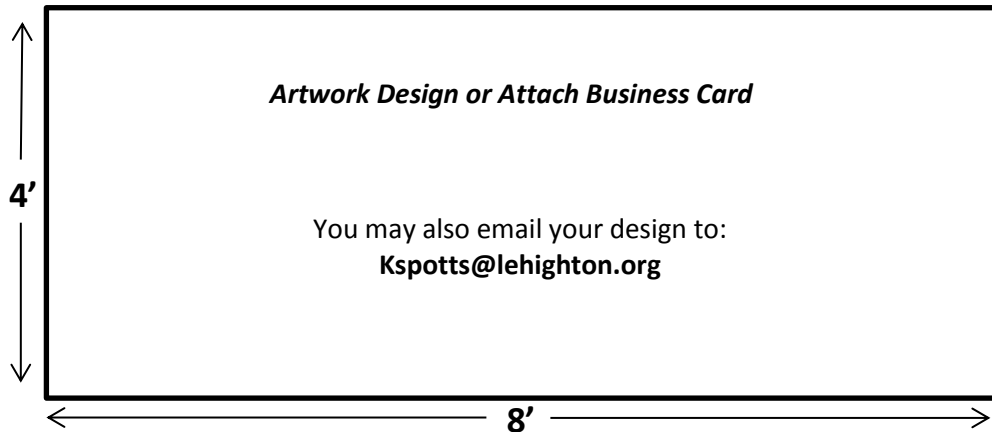 Artwork Design or Attach Business Card
4’
You may also email your design to:
Kspotts@lehighton.org
8’